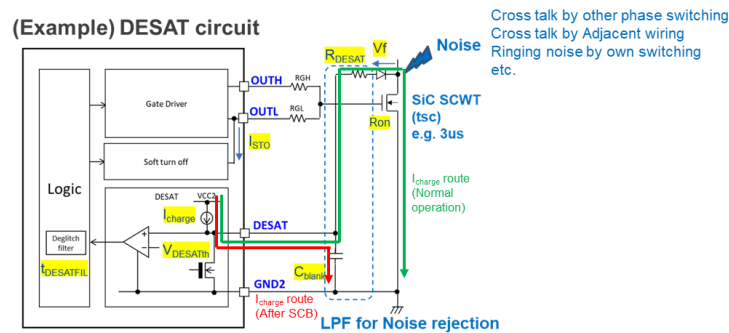 (Example) DESAT circuit
Cross talk by other phase switching
Cross talk by Adjacent wiring
Ringing noise by own switching
etc.
Noise
RDESAT
Vf
OUTH
RGH
Gate Driver
OUTL
RGL
SiC SCWT
(tsc)
e.g. 3us
Ron
ISTO
Soft turn off
Logic
Icharge route
(Normal
operation)
DESAT
VCC2
Icharge
DESAT
Deglitch
filter
VDESATth
tDESATFIL
Cblank
GND2
Icharge route
(After SCB)
LPF for Noise rejection